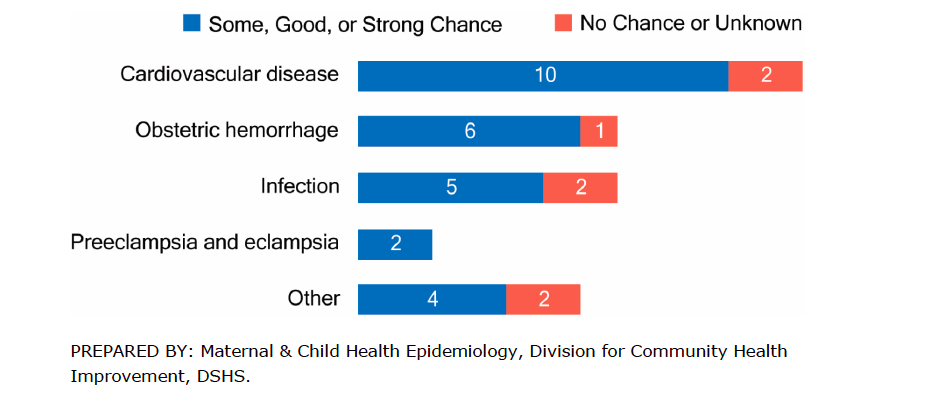 Some, Good, or Strong Chance No Chance or Unknown
Cardiovascular disease 10 2
Obstetric hemorrhage 6 1
Infection 5 2
Preeclampsia and eclampsia 2
Other 4 2
PREPARED BY: Maternal & Child Health Epidemiology, Division for Community Health
Improvement, DSHS.